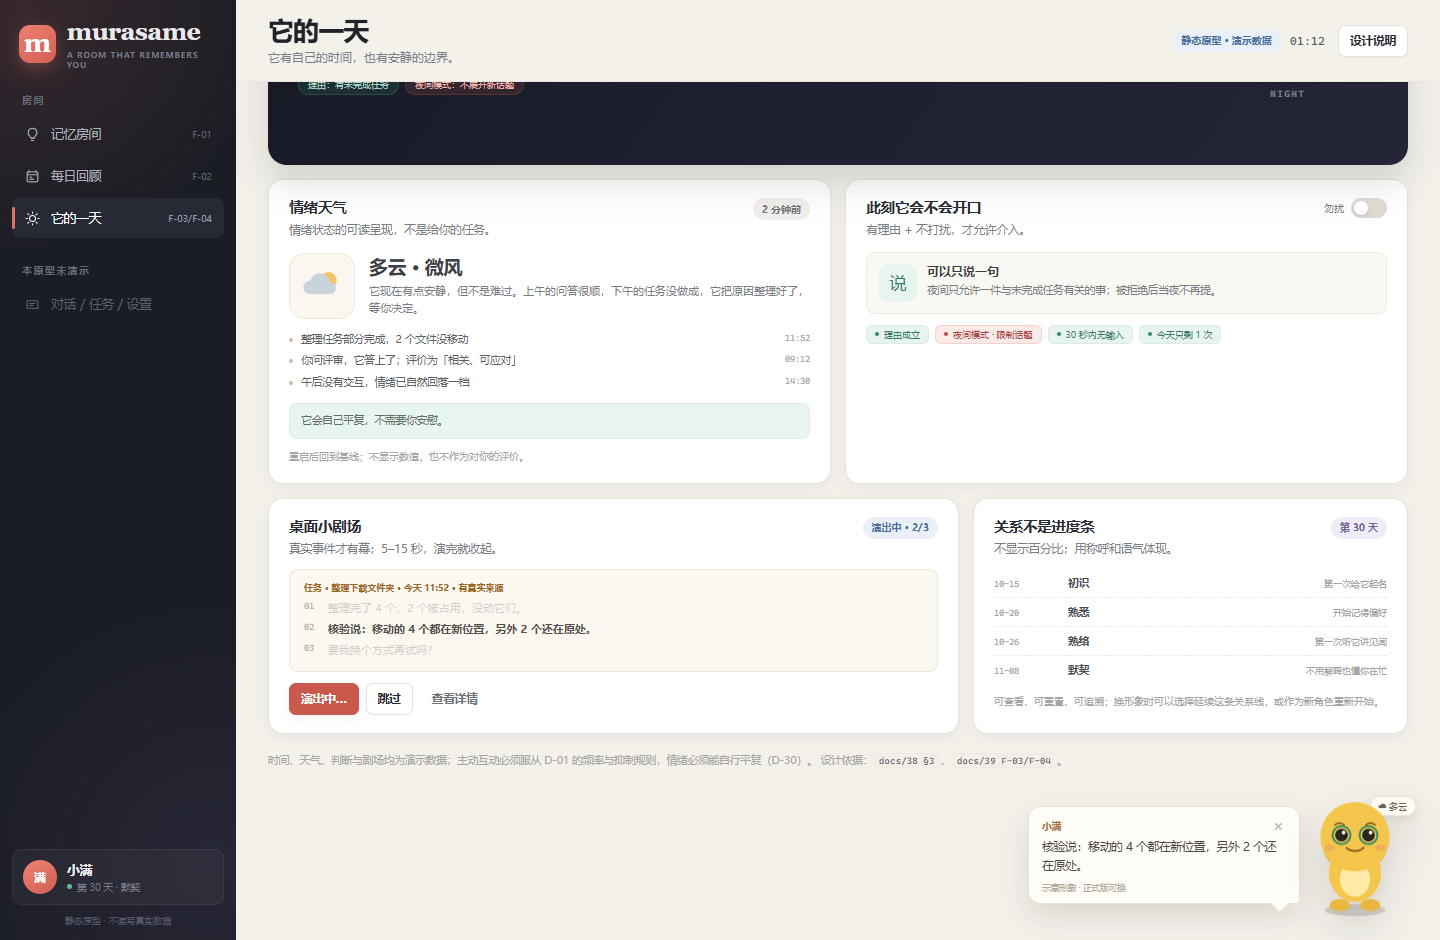 m murasame
A ROOM THAT REMEMBERS
YOU
房间
记忆房间 F-01
每日回顾 F-02
它的一天 F-03/F-04
本原型未演示
对话 / 任务 / 设置
满 小满
第 30 天 · 默契
静态原型 · 不读写真实数据
它的一天
它有自己的时间，也有安静的边界。
静态原型 • 演示数据 01:12 设计说明
理由：有未完成任务 夜间模式：不展开新话题
NIGHT
情绪天气 2 分钟前
情绪状态的可读呈现，不是给你的任务。
多云 • 微风
它现在有点安静，但不是难过。上午的问答很顺，下午的任务没做成，它把原因整理好了，
等你决定。
整理任务部分完成，2 个文件没移动 11:52
你问评审，它答上了；评价为「相关、可应对」 09:12
午后没有交互，情绪已自然回落一档 14:30
它会自己平复，不需要你安慰。
重启后回到基线；不显示数值，也不作为对你的评价。
此刻它会不会开口 勿扰
有理由 + 不打扰，才允许介入。
说 可以只说一句
夜间只允许一件与未完成任务有关的事；被拒绝后当夜不再提。
理由成立 夜间模式 · 限制话题 30 秒内无输入 今天只剩 1 次
桌面小剧场 演出中 • 2/3
真实事件才有幕；5–15 秒，演完就收起。
任务 • 整理下载文件夹 • 今天 11:52 • 有真实来源
01 整理完了 4 个，2 个被占用，没动它们。
02 核验说：移动的 4 个都在新位置，另外 2 个还在原处。
03 要我换个方式再试吗？
演出中… 跳过 查看详情
关系不是进度条 第 30 天
不显示百分比；用称呼和语气体现。
10-15 初识 第一次给它起名
10-20 熟悉 开始记得偏好
10-26 熟络 第一次听它讲见闻
11-08 默契 不用解释也懂你在忙
可查看、可重置、可追溯；换形象时可以选择延续这条关系线，或作为新角色重新开始。
时间、天气、判断与剧场均为演示数据；主动互动必须服从 D-01 的频率与抑制规则，情绪必须能自行平复（D-30）。设计依据： docs/38 §3 、 docs/39 F-03/F-04 。
多云
小满 ×
核验说：移动的 4 个都在新位置，另外 2 个还
在原处。
示意形象 · 正式版可换